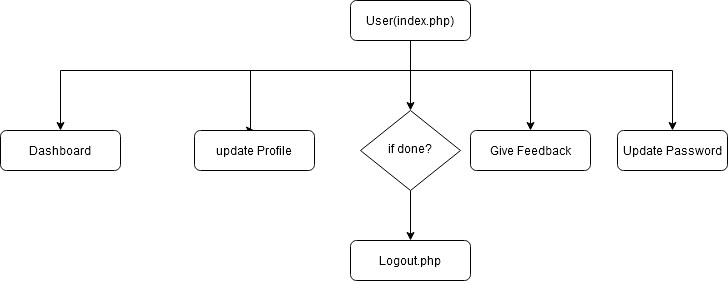 User(index.php)
Dashboard
update Profile
if done?
Give Feedback
Update Password
Logout.php